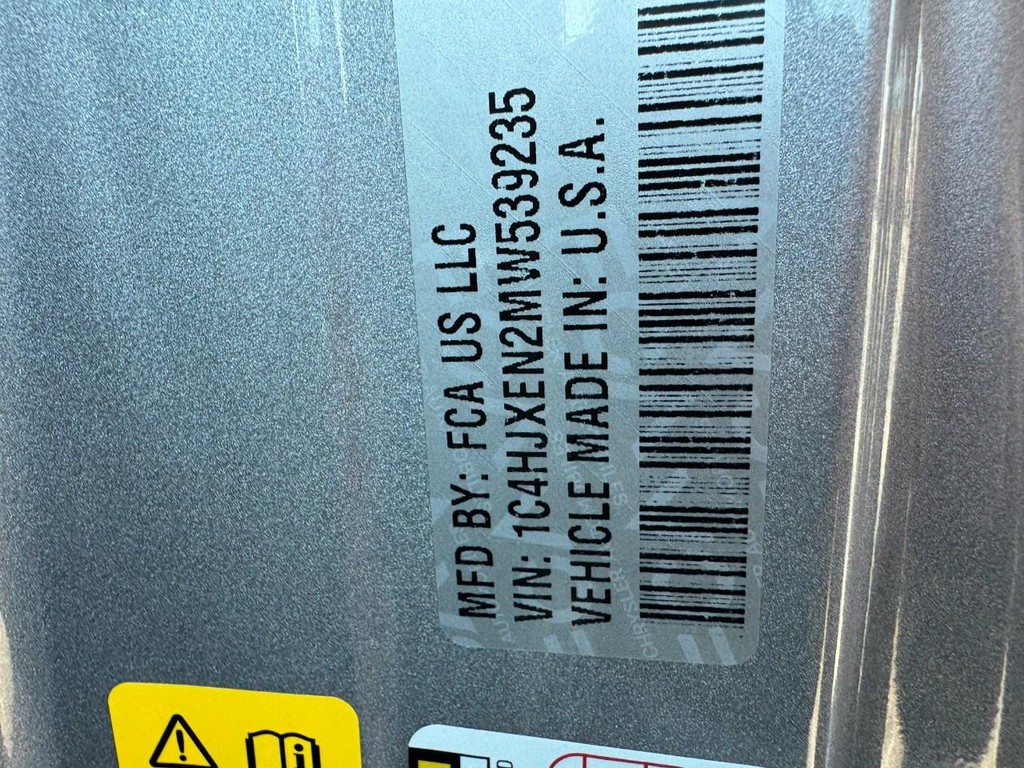 MFD BY: FCA US LLC
VIN: 1C4HJXEN2MW539235
VEHICLE MADE IN: U.S.A.